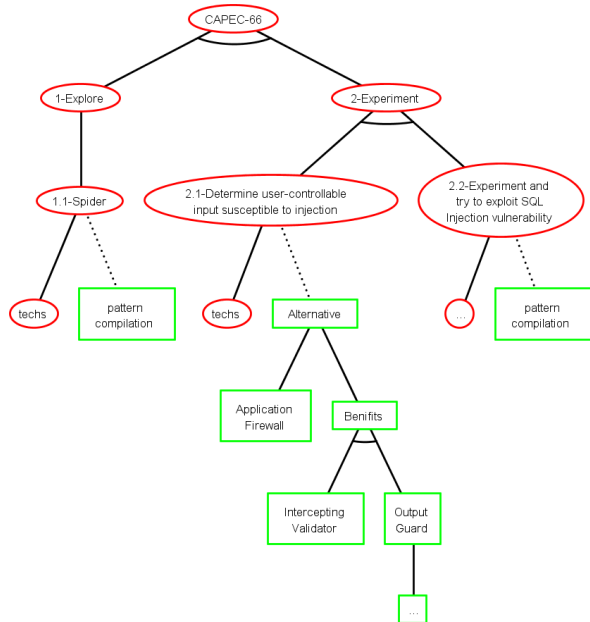 CAPEC-66
1-Explore
2-Experiment
1.1-Spider
2.1-Determine user-controllable
input susceptible to injection
2.2-Experiment and
try to exploit SQL
Injection vulnerability
techs
pattern
compilation
techs
Alternative
...
pattern
compilation
Application
Firewall
Benifits
Intercepting
Validator
Output
Guard
...